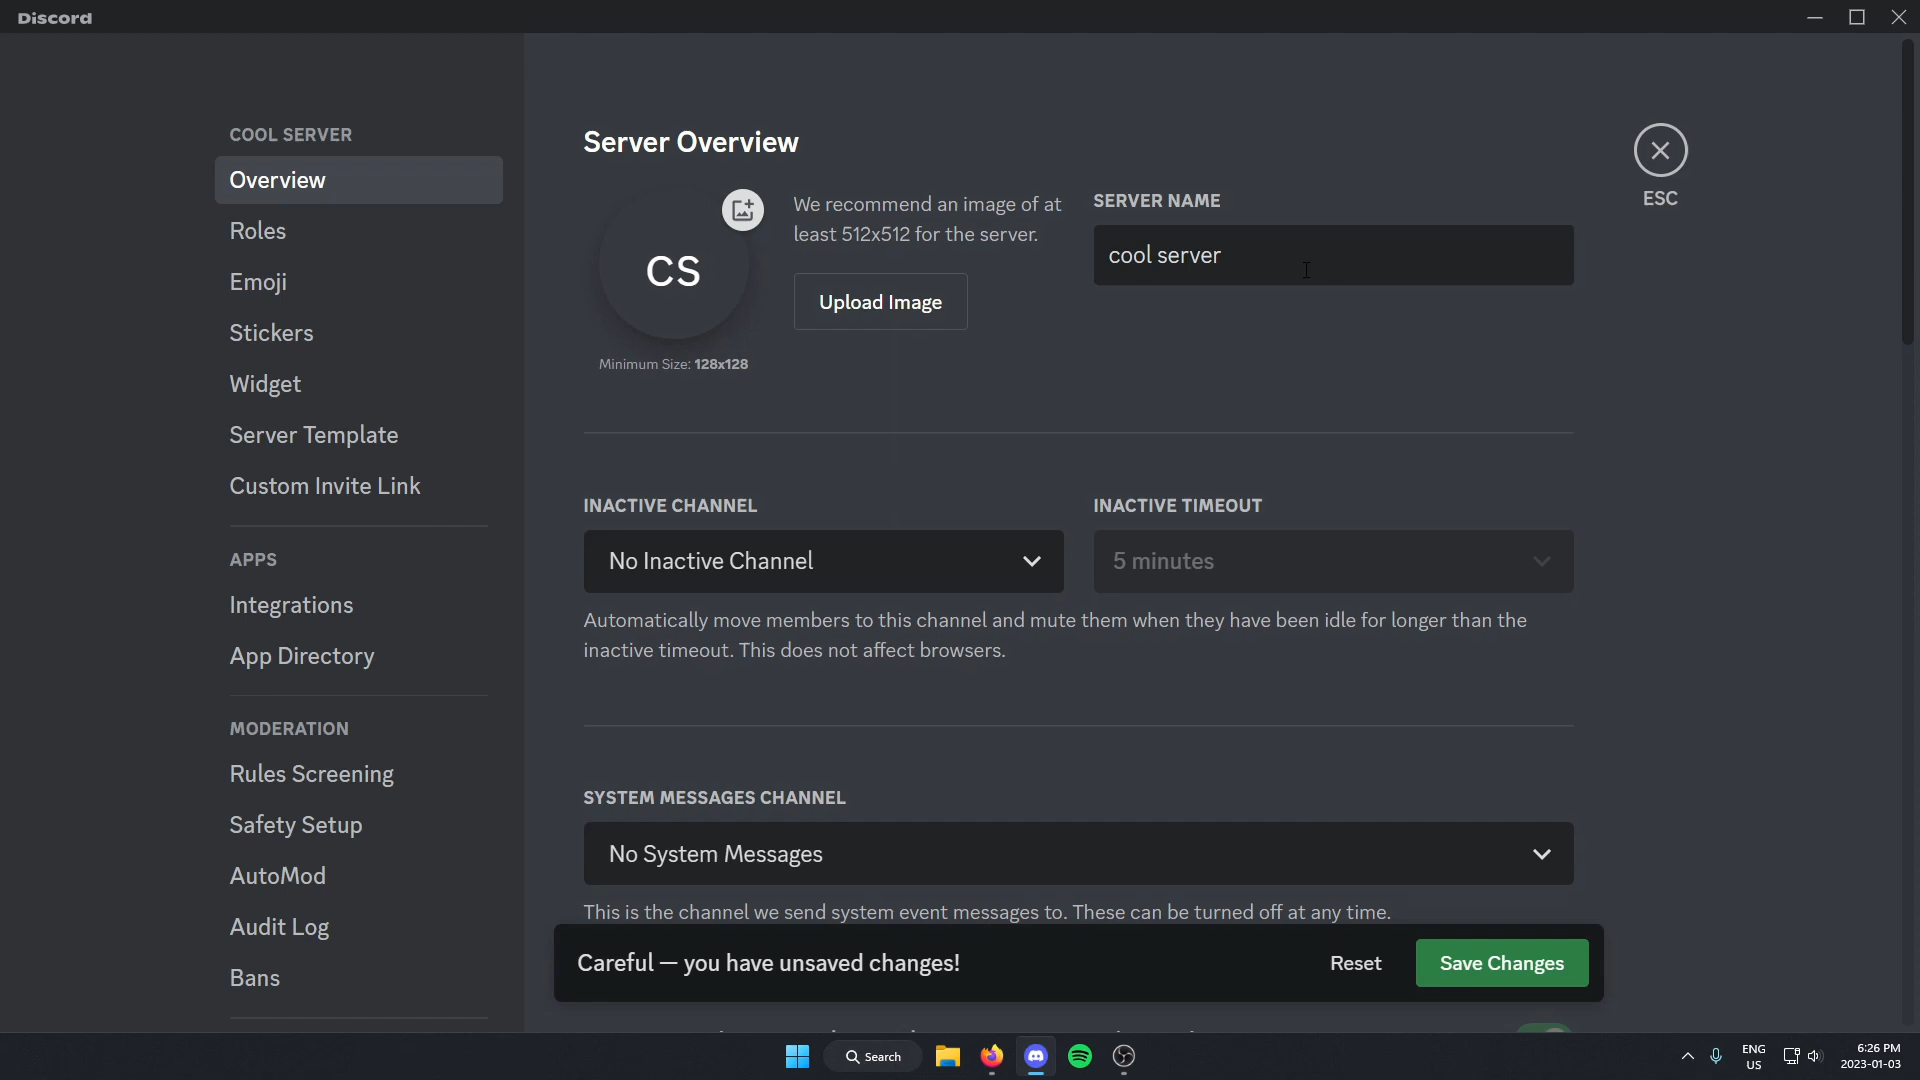 Discord
COOL SERVER
Overview
Roles
Emoji
Stickers
Widget
Server Template
Custom Invite Link
APPS
Integrations
App Directory
MODERATION
Rules Screening
Safety Setup
AutoMod
Audit Log
Bans
Server Overview
CS
Minimum Size: 128x128
We recommend an image of at
least 512x512 for the server.
Upload Image
SERVER NAME
cool server
ESC
INACTIVE CHANNEL
No Inactive Channel
INACTIVE TIMEOUT
5 minutes
Automatically move members to this channel and mute them when they have been idle for longer than the
inactive timeout. This does not affect browsers.
SYSTEM MESSAGES CHANNEL
No System Messages
This is the channel we send system event messages to. These can be turned off at any time.
Careful — you have unsaved changes!
Reset
Save Changes
Search
ENG
US
6:26 PM
2023-01-03